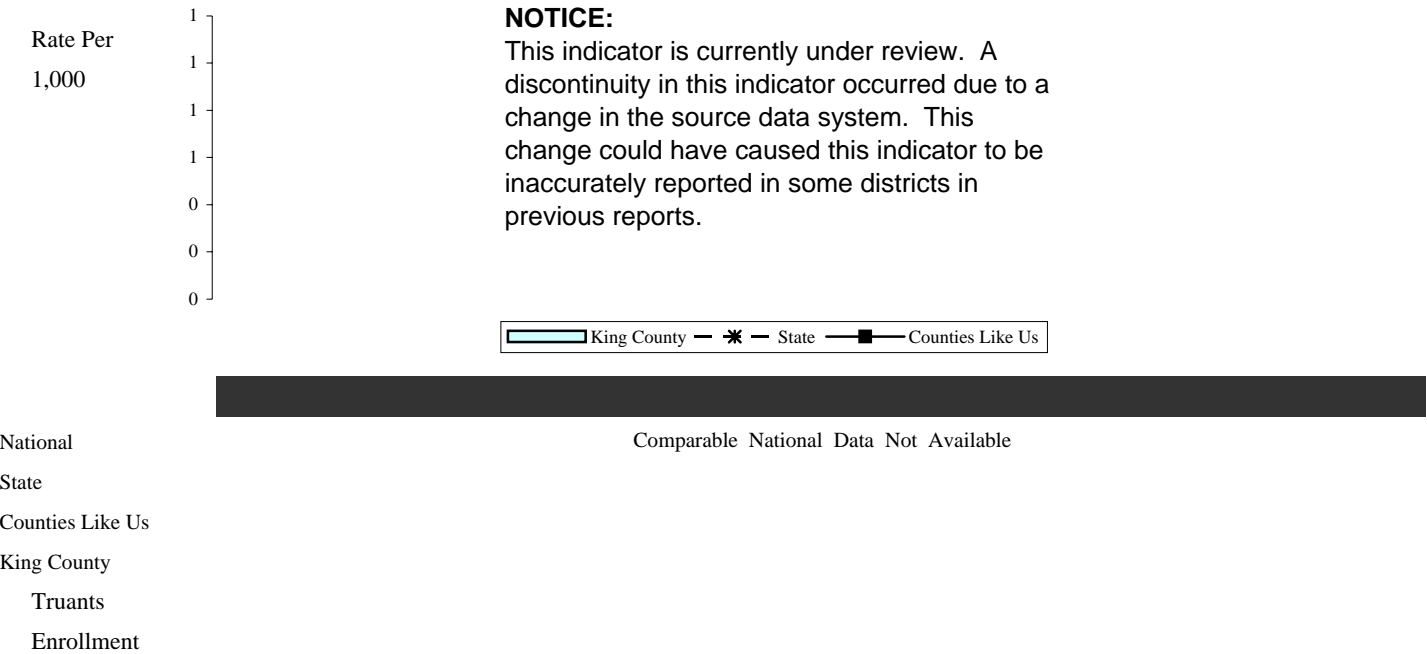 Rate Per
1,000
1
1
1
1
0
0
0
NOTICE:
This indicator is currently under review. A
discontinuity in this indicator occurred due to a
change in the source data system. This
change could have caused this indicator to be
inaccurately reported in some districts in
previous reports.
King County State Counties Like Us
National Comparable National Data Not Available
State
Counties Like Us
King County
Truants
Enrollment